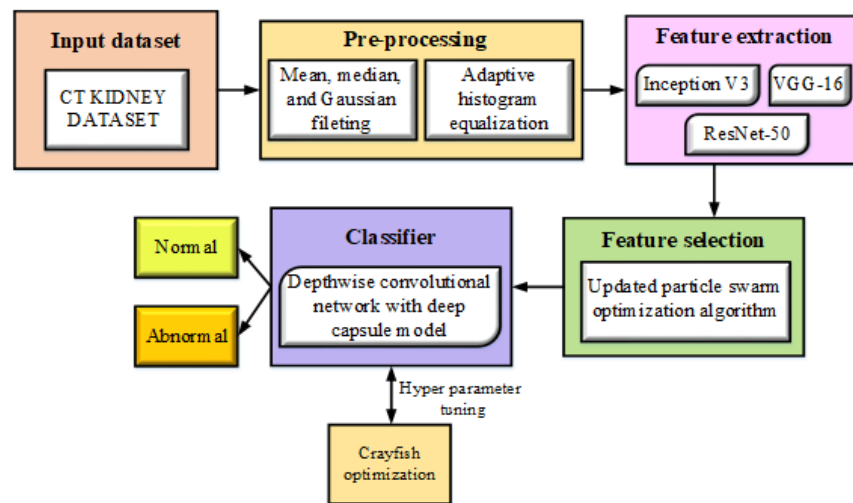 Input dataset
CT KIDNEY
DATASET
Pre-processing
Mean, median,
and Gaussian
fileting
Adaptive
histogram
equalization
Feature extraction
Inception V3
VGG-16
ResNet-50
Feature selection
Updated particle swarm
optimization algorithm
Classifier
Depthwise convolutional
network with deep
capsule model
Normal
Abnormal
Hyper parameter
tuning
Crayfish
optimization